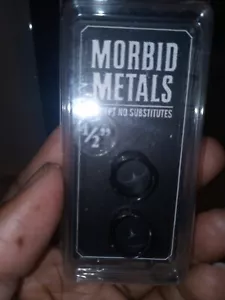 MORBID
METALS
NO SUBSTITUTES
1/2"